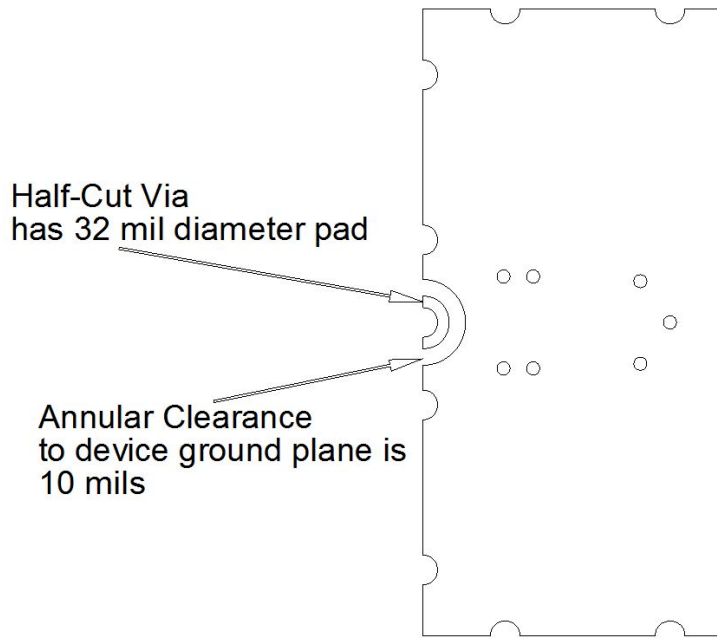 Half-Cut Via
has 32 mil diameter pad
Annular Clearance
to device ground plane is
10 mils